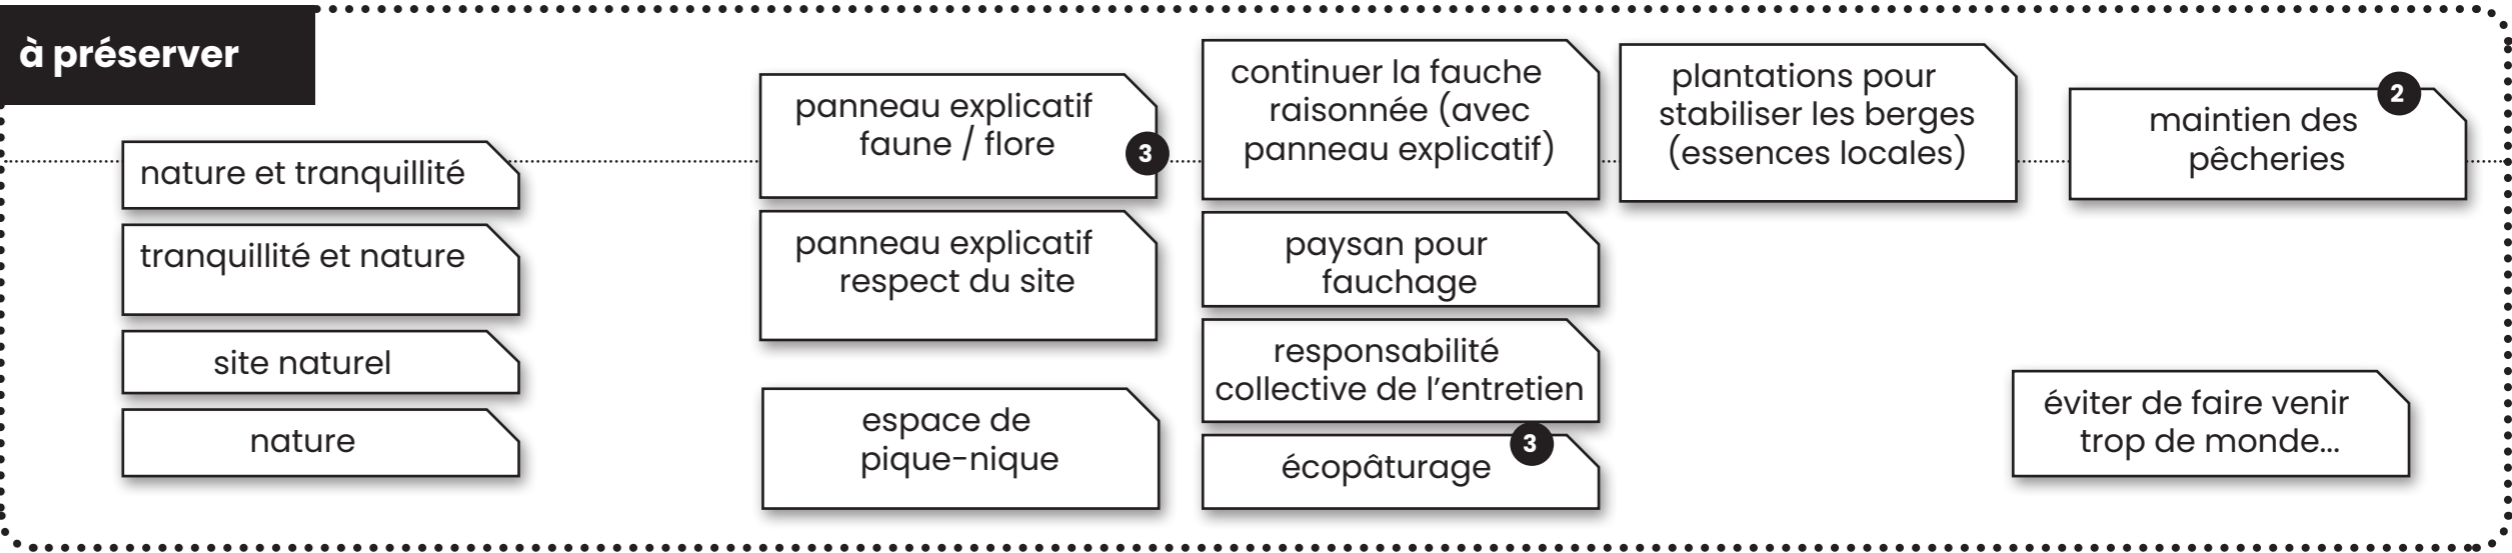 à préserver
nature et tranquillité
tranquillité et nature
site naturel
nature
panneau explicatif
faune / flore
3
panneau explicatif
respect du site
espace de
pique-nique
continuer la fauche
raisonnée (avec
panneau explicatif)
paysan pour
fauchage
responsabilité
collective de l’entretien
écopâturage
3
plantations pour
stabiliser les berges
(essences locales)
maintien des
pêcheries
2
éviter de faire venir
trop de monde...